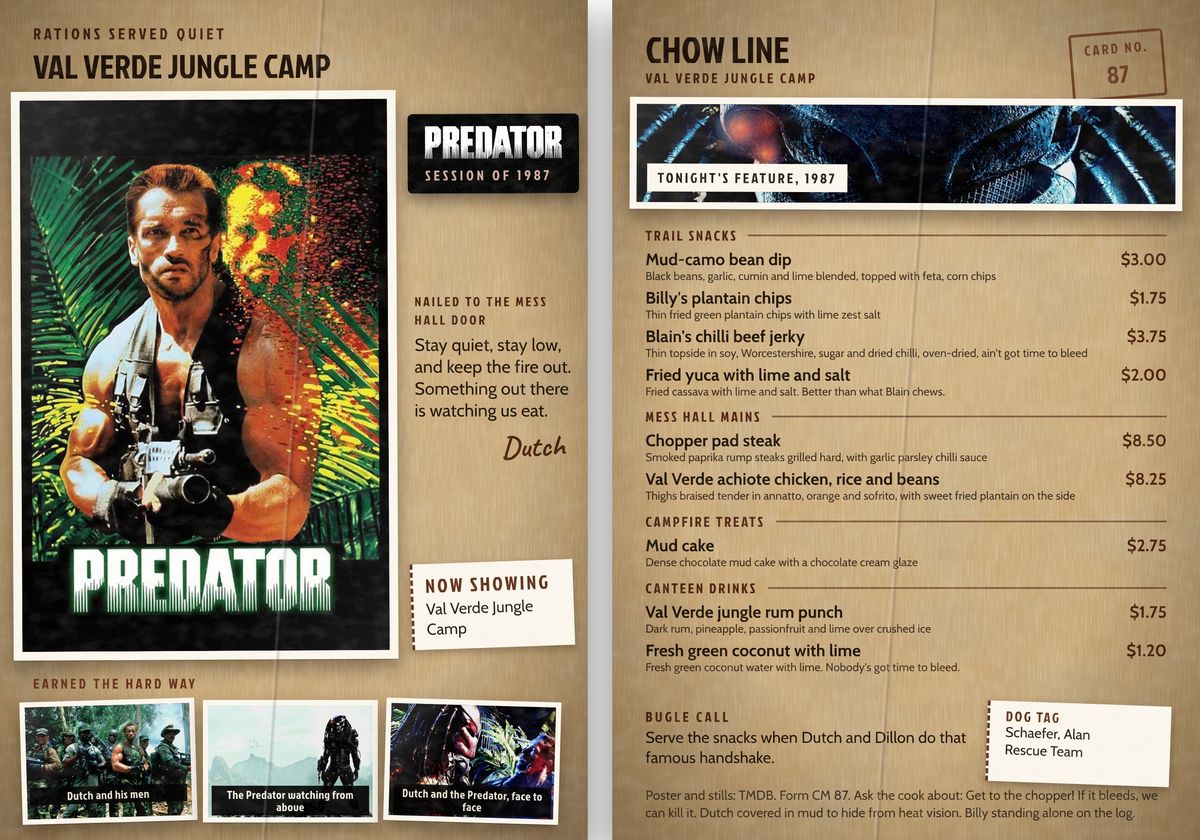 RATIONS SERVED QUIET
VAL VERDE JUNGLE CAMP
PREDATOR
SESSION OF 1987
NAILED TO THE MESS
HALL DOOR
Stay quiet, stay low,
and keep the fire out.
Something out there
is watching us eat.
Dutch
PREDATOR
NOW SHOWING
Val Verde Jungle
Camp
EARNED THE HARD WAY
Dutch and his men
The Predator watching from
above
Dutch and the Predator, face to
face
CHOW LINE
VAL VERDE JUNGLE CAMP
CARD NO.
87
TONIGHT'S FEATURE, 1987
TRAIL SNACKS
Mud-camo bean dip $3.00
Black beans, garlic, cumin and lime blended, topped with feta, corn chips
Billy's plantain chips $1.75
Thin fried green plantain chips with lime zest salt
Blain's chilli beef jerky $3.75
Thin topside in soy, Worcestershire, sugar and dried chilli, oven-dried, ain't got time to bleed
Fried yuca with lime and salt $2.00
Fried cassava with lime and salt. Better than what Blain chews.
MESS HALL MAINS
Chopper pad steak $8.50
Smoked paprika rump steaks grilled hard, with garlic parsley chilli sauce
Val Verde achiote chicken, rice and beans $8.25
Thighs braised tender in annatto, orange and sofrito, with sweet fried plantain on the side
CAMPFIRE TREATS
Mud cake $2.75
Dense chocolate mud cake with a chocolate cream glaze
CANTEEN DRINKS
Val Verde jungle rum punch $1.75
Dark rum, pineapple, passionfruit and lime over crushed ice
Fresh green coconut with lime $1.20
Fresh green coconut water with lime. Nobody's got time to bleed.
BUGLE CALL
Serve the snacks when Dutch and Dillon do that
famous handshake.
DOG TAG
Schaefer, Alan
Rescue Team
Poster and stills: TMDB. Form CM 87. Ask the cook about: Get to the chopper! If it bleeds, we
can kill it. Dutch covered in mud to hide from heat vision. Billy standing alone on the log.